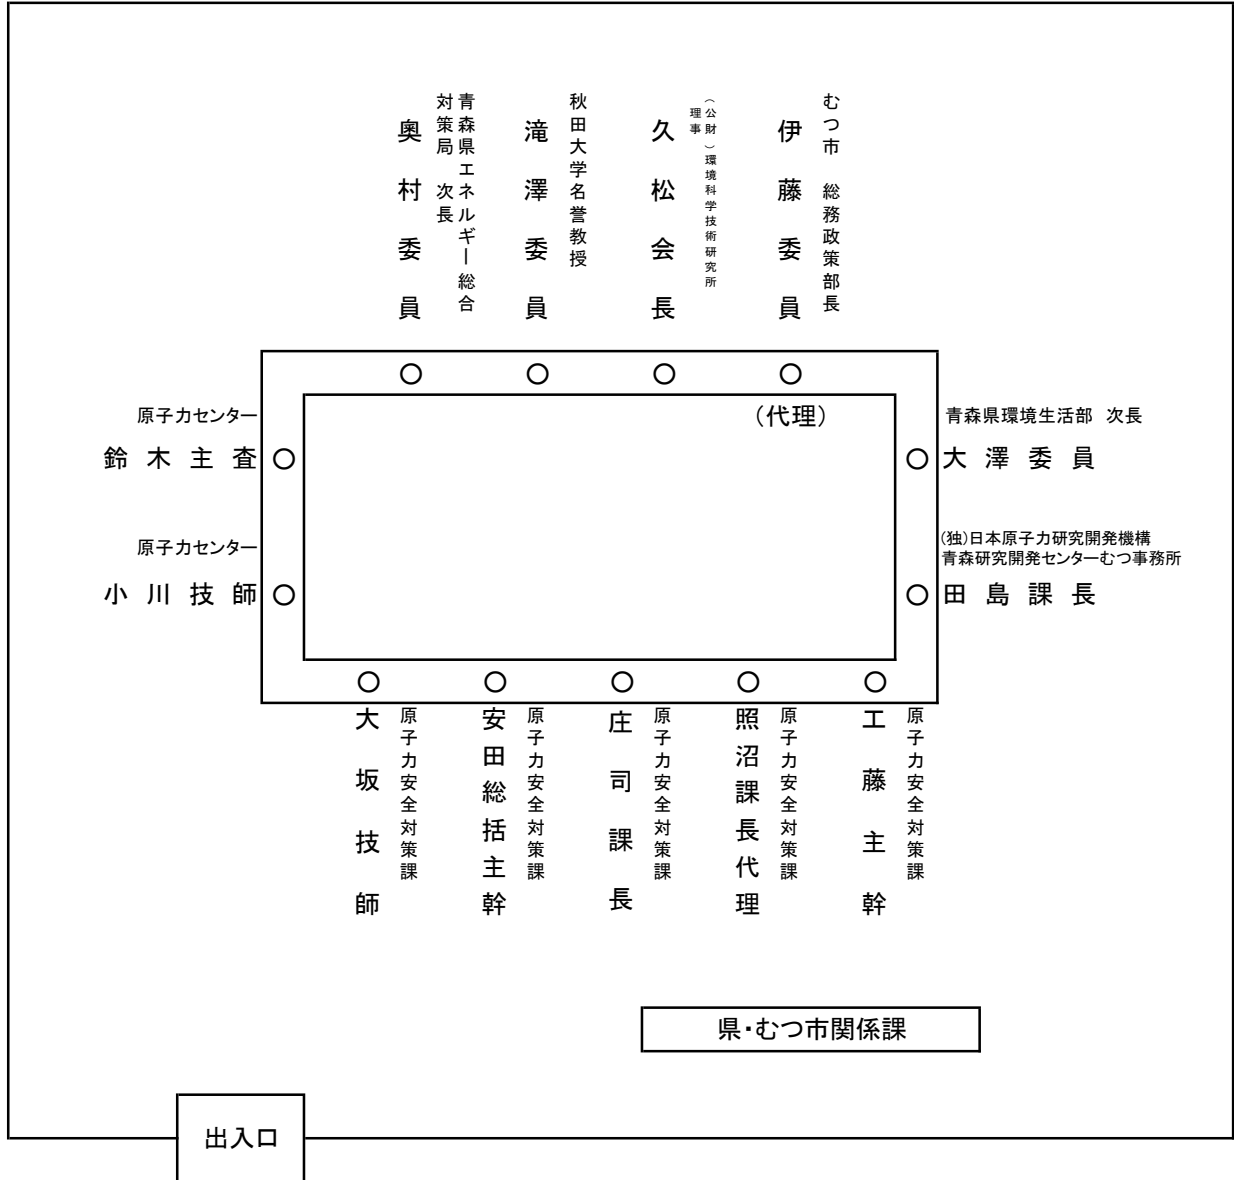 むつ市　総務政策部長
伊藤委員
（公財）環境科学技術研究所
理事
久松会長
秋田大学名誉教授
滝澤委員
青森県エネルギー総合
対策局　次長
奥村委員
（代理）
原子力センター
鈴木主査
原子力センター
小川技師
青森県環境生活部　次長
大澤委員
(独)日本原子力研究開発機構
青森研究開発センターむつ事務所
田島課長
原子力安全対策課
工藤主幹
原子力安全対策課
照沼課長代理
原子力安全対策課
庄司課長
原子力安全対策課
安田総括主幹
原子力安全対策課
大坂技師
県・むつ市関係課
出入口